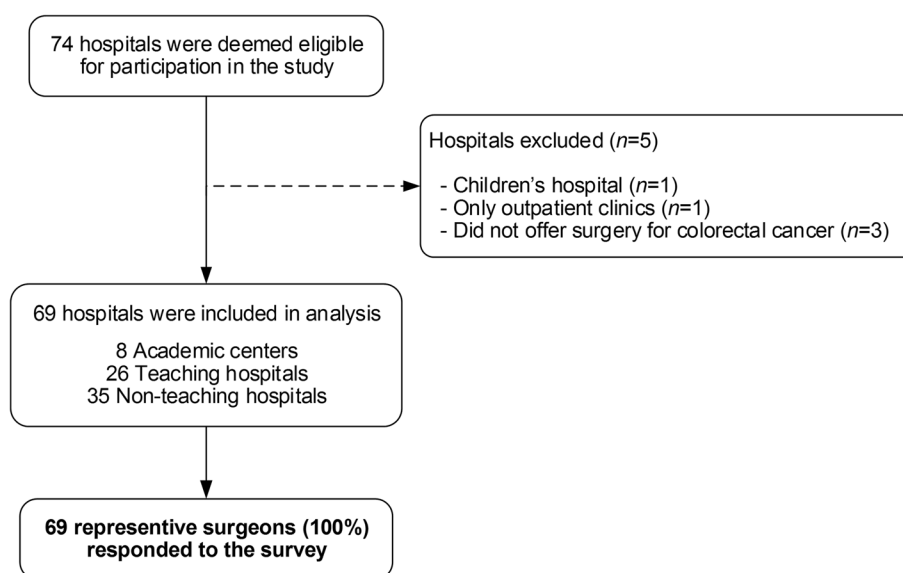 74 hospitals were deemed eligible
for participation in the study
Hospitals excluded (n=5)
- Children's hospital (n=1)
- Only outpatient clinics (n=1)
- Did not offer surgery for colorectal cancer (n=3)
69 hospitals were included in analysis
8 Academic centers
26 Teaching hospitals
35 Non-teaching hospitals
69 representive surgeons (100%)
responded to the survey